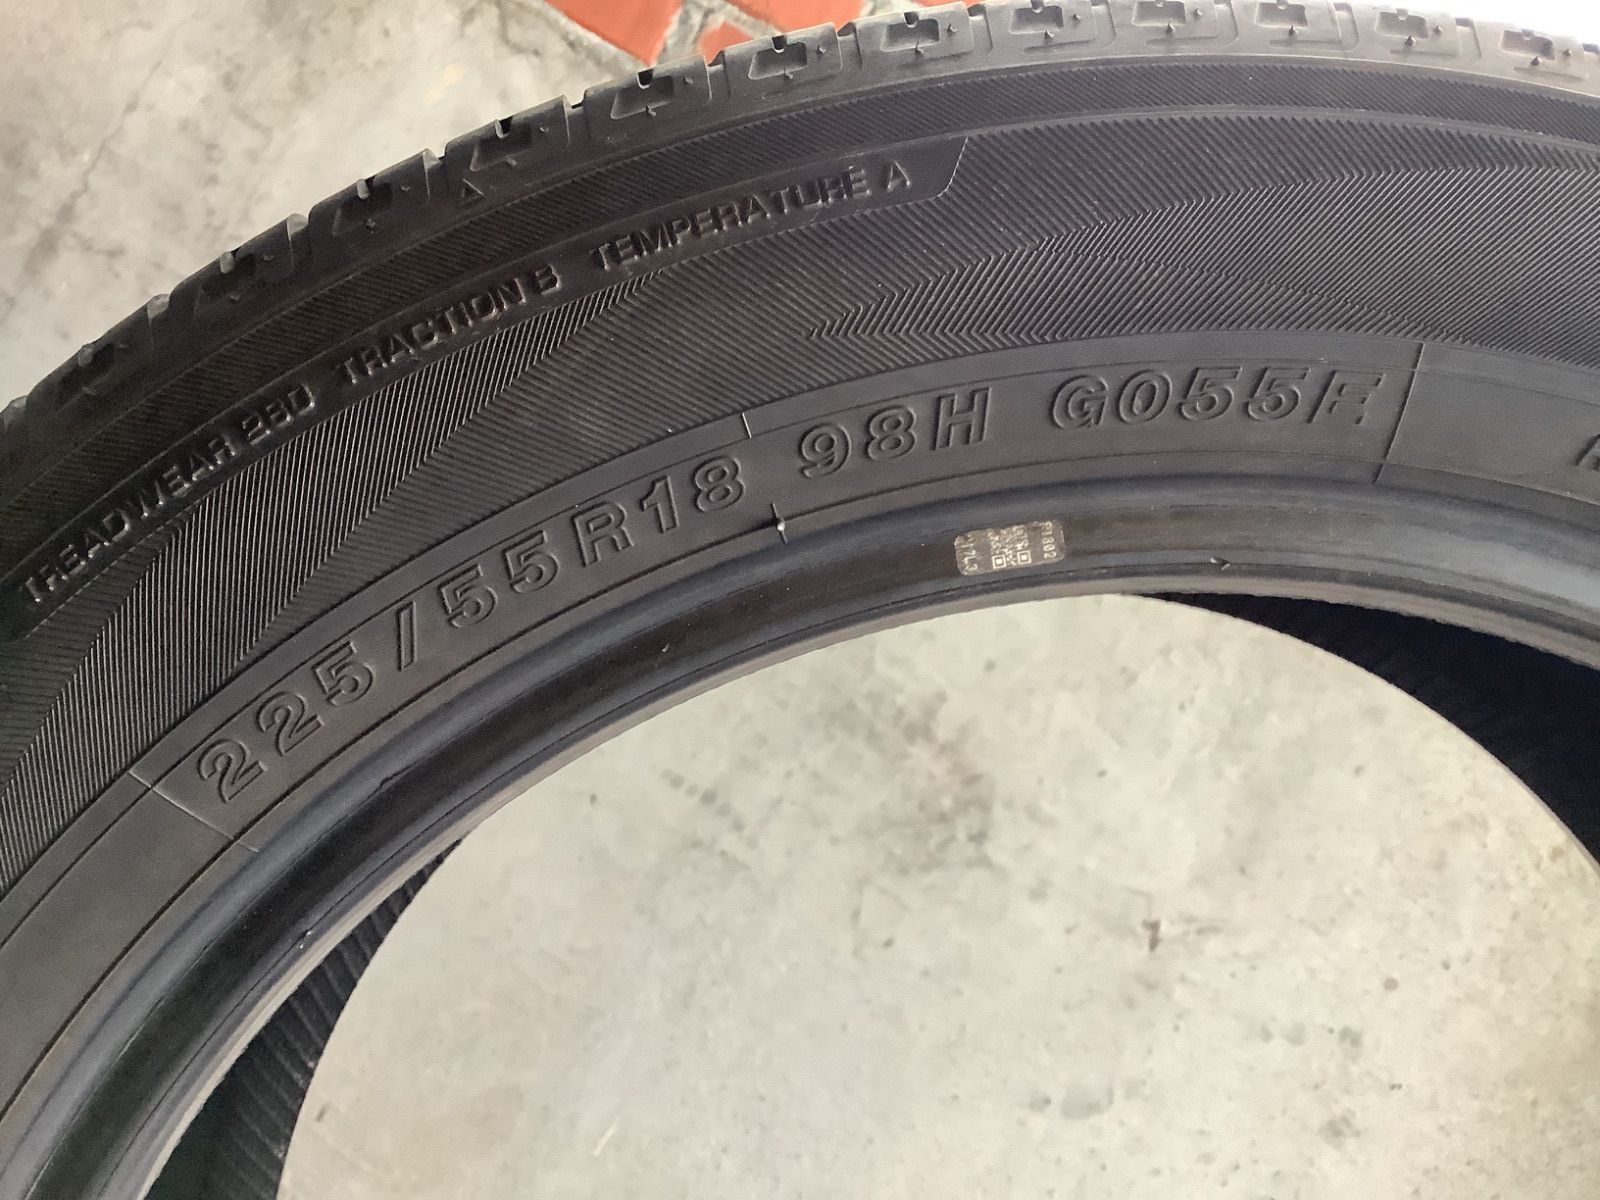 TREADWEAR 280 TRACTION B TEMPERATURE A
225/55R18 98H G055E